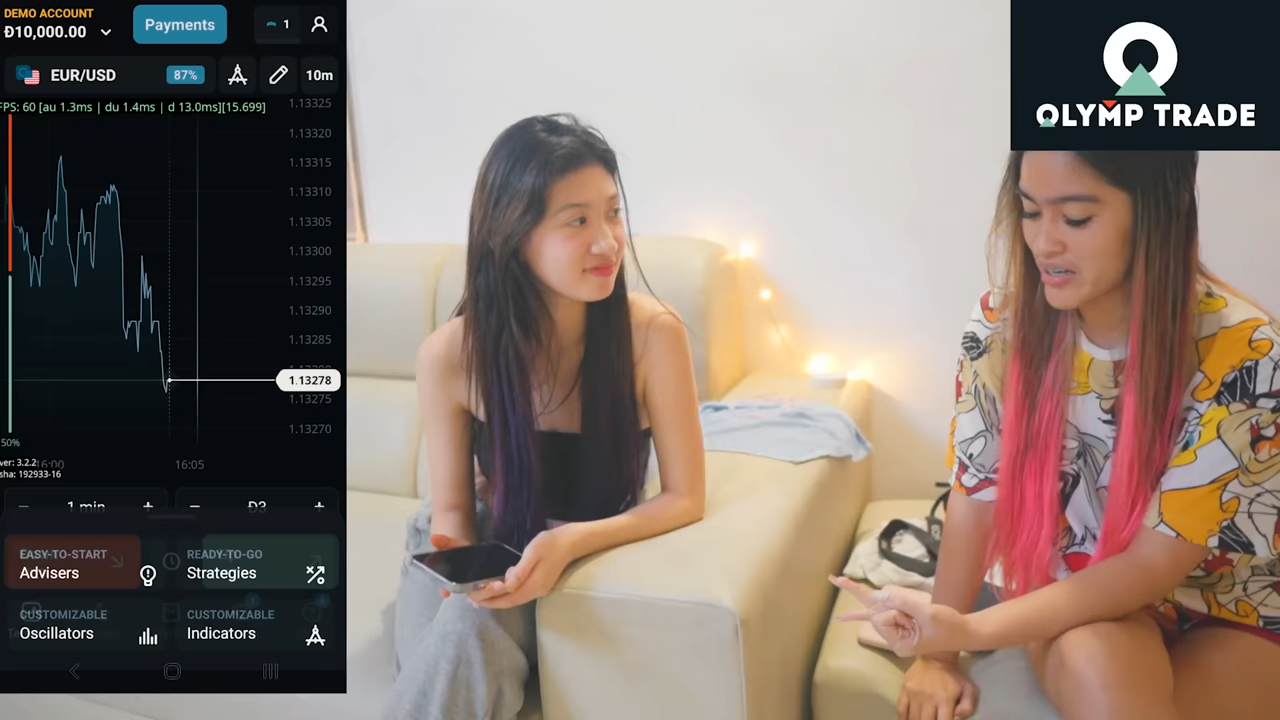 DEMO ACCOUNT
Đ10,000.00
Payments
1
EUR/USD
87%
10m
FPS: 60 [au 1.3ms | du 1.4ms | d 13.0ms][15.699]
1.13325
1.13320
1.13315
1.13310
1.13305
1.13300
1.13295
1.13290
1.13285
1.13278
1.13275
1.13270
50%
ver: 3.2.2
sha: 192933-16
16:00
16:05
1 min
Đ3
EASY-TO-START
Advisers
READY-TO-GO
Strategies
CUSTOMIZABLE
Oscillators
CUSTOMIZABLE
Indicators
OLYMP TRADE